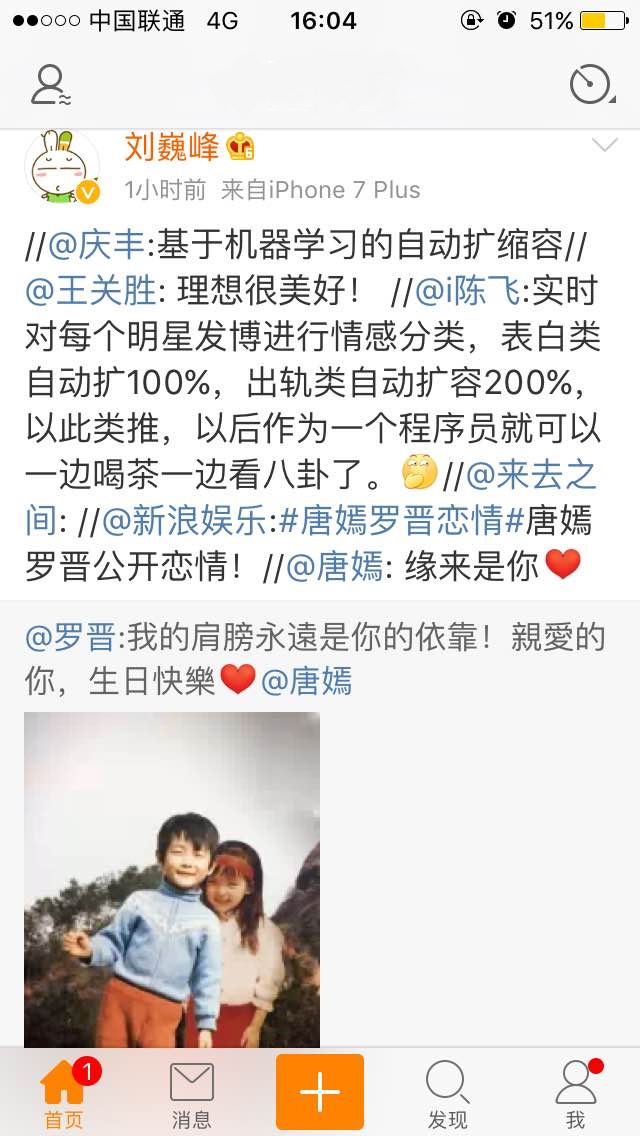 中国联通 4G 16:04 51%
刘巍峰
1小时前 来自iPhone 7 Plus
//@庆丰:基于机器学习的自动扩缩容//
@王关胜: 理想很美好! //@i陈飞:实时
对每个明星发博进行情感分类，表白类
自动扩100%，出轨类自动扩容200%，
以此类推，以后作为一个程序员就可以
一边喝茶一边看八卦了。//@来去之
间: //@新浪娱乐:#唐嫣罗晋恋情#唐嫣
罗晋公开恋情! //@唐嫣: 缘来是你
@罗晋:我的肩膀永遠是你的依靠! 親愛的
你，生日快樂@唐嫣
1
首页 消息 发现 我